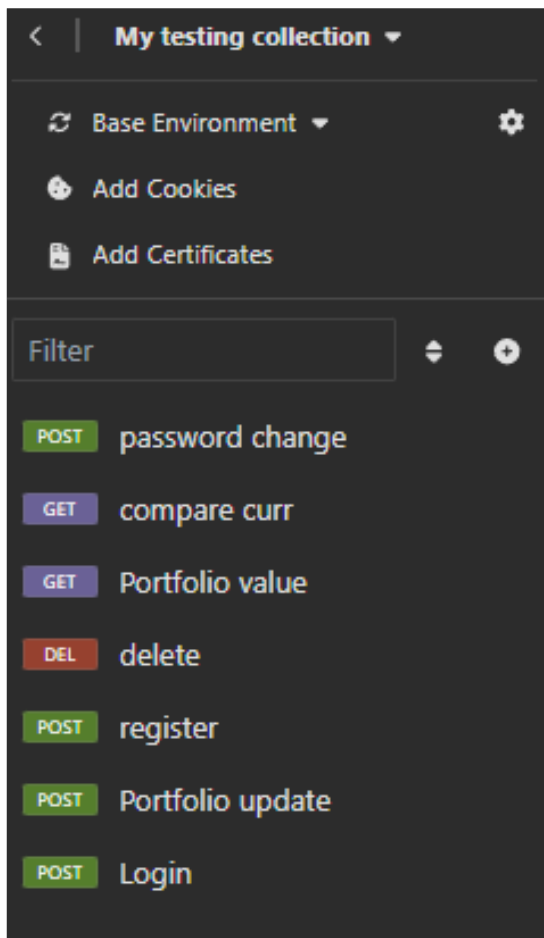 My testing collection
Base Environment
Add Cookies
Add Certificates
Filter
POST password change
GET compare curr
GET Portfolio value
DEL delete
POST register
POST Portfolio update
POST Login